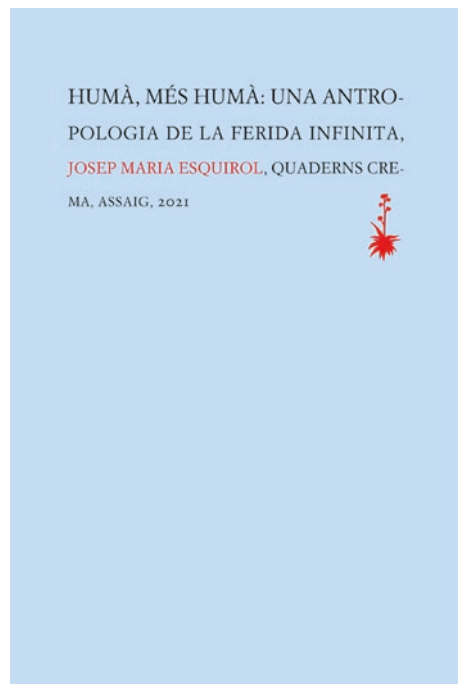 HUMÀ, MÉS HUMÀ: UNA ANTRO-
POLOGIA DE LA FERIDA INFINITA,
JOSEP MARIA ESQUIROL, QUADERNS CRE-
MA, ASSAIG, 2021